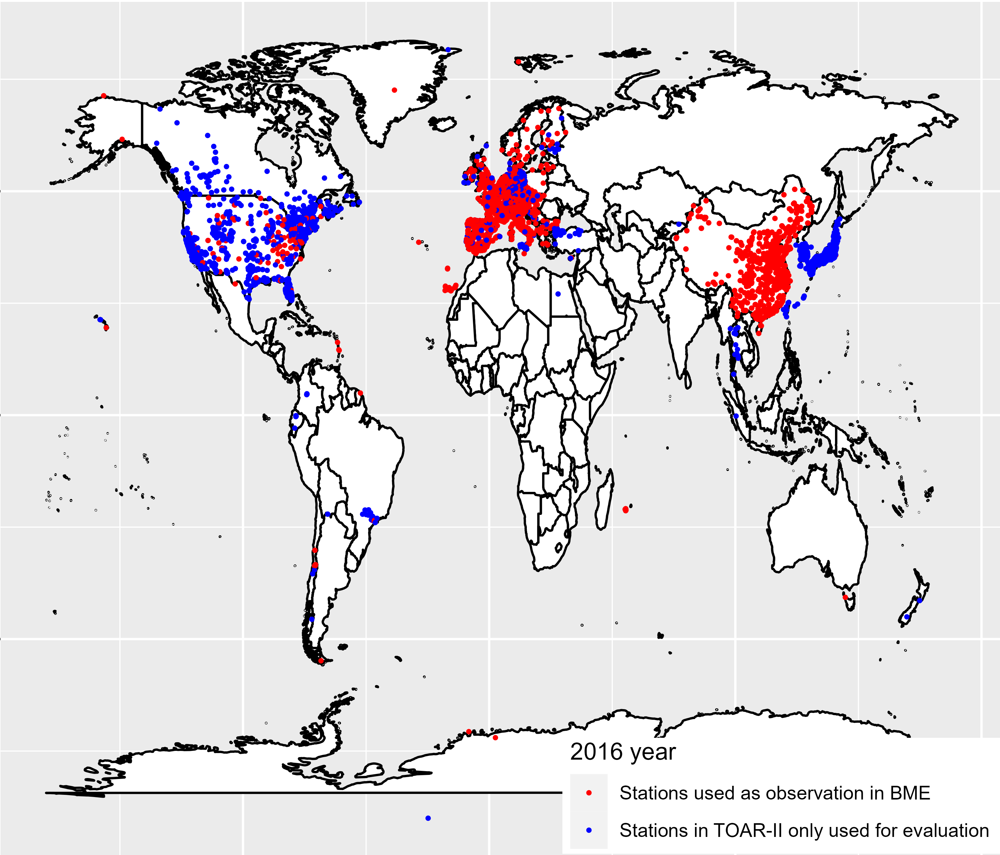 2016 year
Stations used as observation in BME
Stations in TOAR-II only used for evaluation